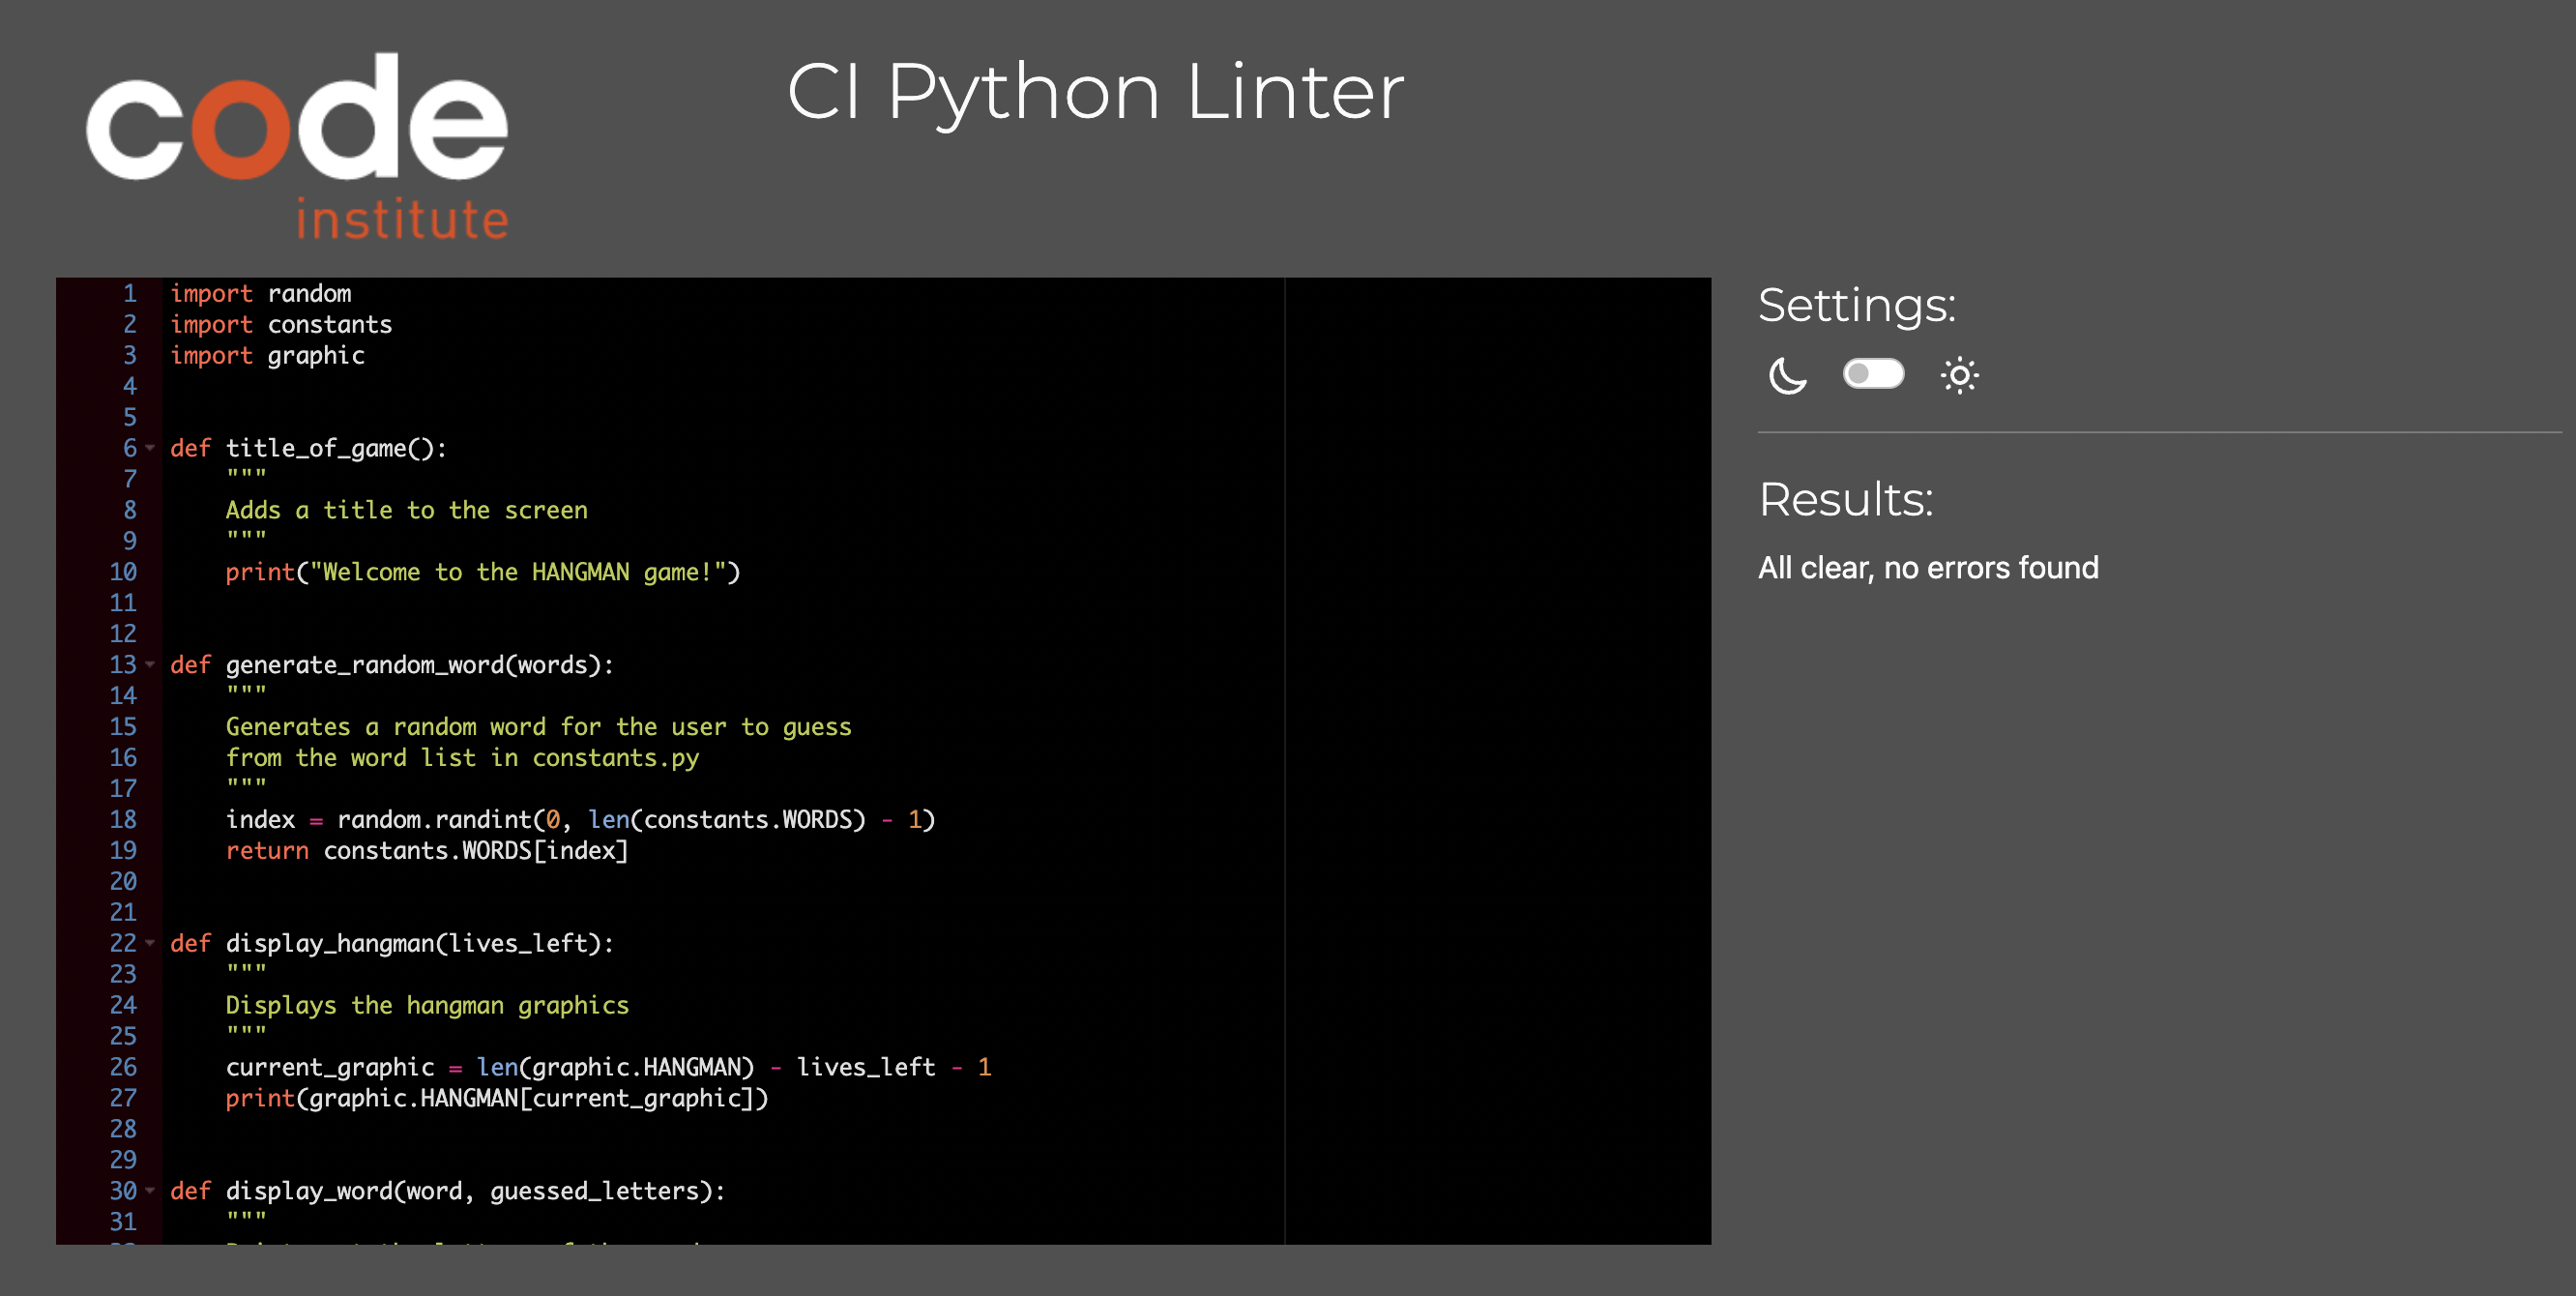 code
institute
CI Python Linter
1 import random
2 import constants
3 import graphic
4
5
6 def title_of_game():
7     """
8     Adds a title to the screen
9     """
10     print("Welcome to the HANGMAN game!")
11
12
13 def generate_random_word(words):
14     """
15     Generates a random word for the user to guess
16     from the word list in constants.py
17     """
18     index = random.randint(0, len(constants.WORDS) - 1)
19     return constants.WORDS[index]
20
21
22 def display_hangman(lives_left):
23     """
24     Displays the hangman graphics
25     """
26     current_graphic = len(graphic.HANGMAN) - lives_left - 1
27     print(graphic.HANGMAN[current_graphic])
28
29
30 def display_word(word, guessed_letters):
31     """
Settings:
Results:
All clear, no errors found